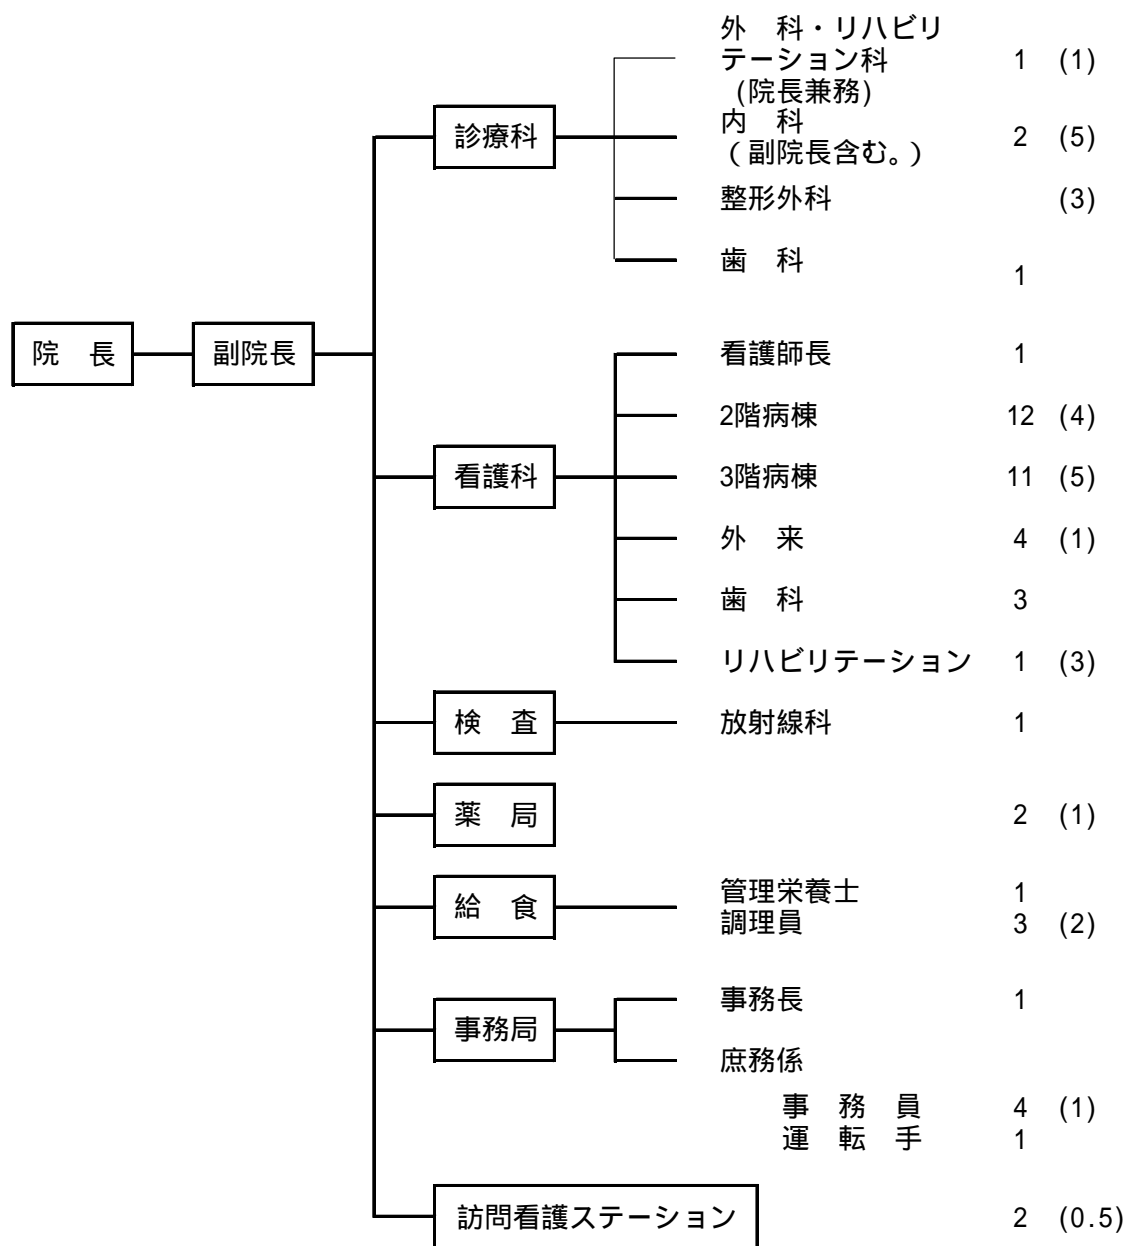 外　科・リハビリ
テーション科 1 (1)
(院長兼務)
診療科 内　科 2 (5)
（副院長含む。）
整形外科 (3)
歯　科 1
院　長 副院長
看護師長 1
2階病棟 12 (4)
看護科 3階病棟 11 (5)
外　来 4 (1)
歯　科 3
リハビリテーション 1 (3)
検　査 放射線科 1
薬　局 2 (1)
給　食 管理栄養士 1
調理員 3 (2)
事務局 事務長 1
庶務係
事　務　員 4 (1)
運　転　手 1
訪問看護ステーション 2 (0.5)